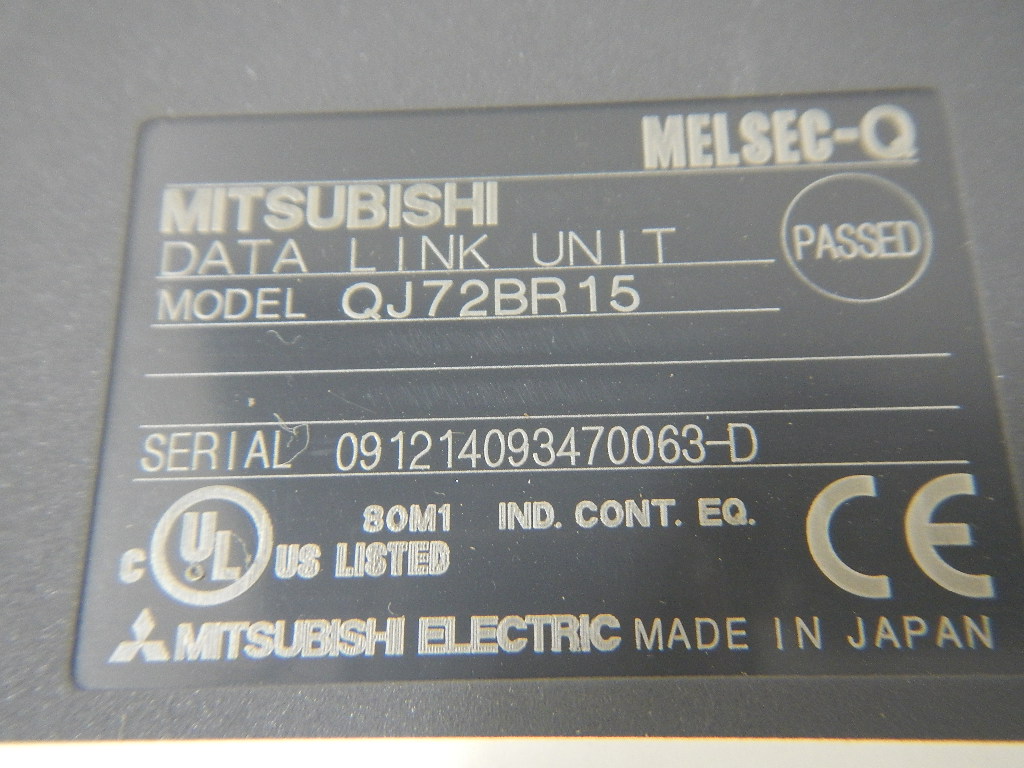 MELSEC-Q
MITSUBISHI
DATA LINK UNIT
PASSED
MODEL QJ72BR15
SERIAL 091214093470063-D
C UL US LISTED
80M1 IND. CONT. EQ.
CE
MITSUBISHI ELECTRIC MADE IN JAPAN